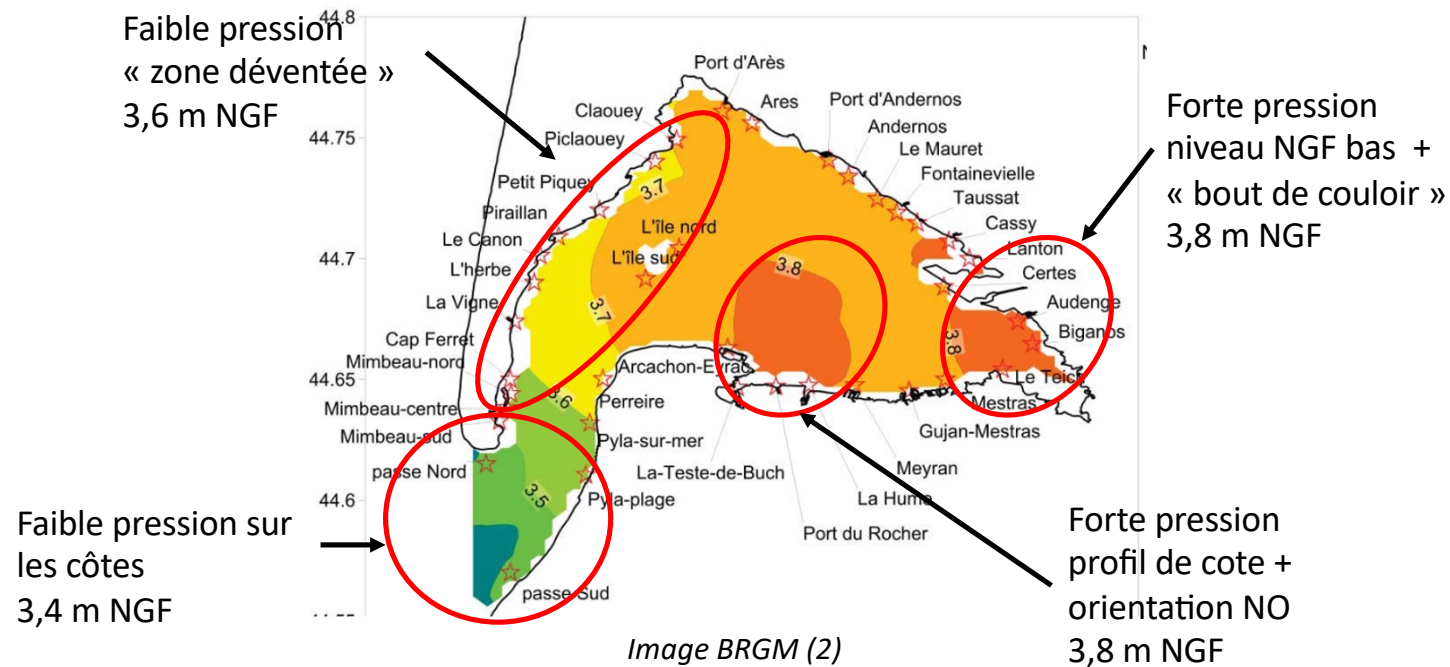 Faible pression
« zone déventée »
3,6 m NGF
Forte pression
niveau NGF bas +
« bout de couloir »
3,8 m NGF
44.8
44.75
44.7
44.65
44.6
Port d'Arès
Ares
Claouey
Piclaouey
Petit Piquey
Piraillan
Le Canon
L'herbe
La Vigne
Cap Ferret
Mimbeau-nord
Mimbeau-centre
Mimbeau-sud
passe Nord
Port d'Andernos
Andernos
Le Mauret
Fontainevielle
Taussat
Cassy
Lanton
Certes
Audenge
Biganos
Le Teich
Mestras
Gujan-Mestras
Meyran
La Hume
Port du Rocher
La-Teste-de-Buch
Arcachon-Eyrac
Perreire
Pyla-sur-mer
Pyla-plage
passe Sud
L'île nord
L'île sud
3.7
3.7
3.8
3.8
3.6
3.5
Faible pression sur
les côtes
3,4 m NGF
Forte pression
profil de cote +
orientation NO
3,8 m NGF
Image BRGM (2)